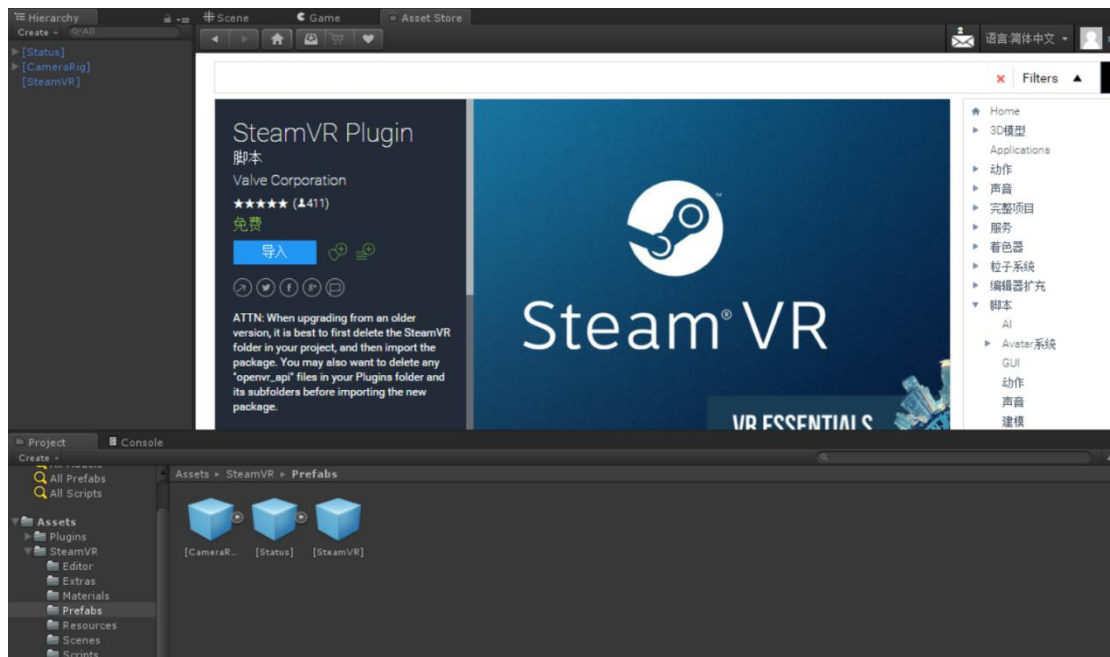 Hierarchy
Create
All
[Status]
[CameraRig]
[SteamVR]
Scene
Game
Asset Store
2
语言:简体中文
Filters
SteamVR Plugin
脚本
Valve Corporation
★★★★★ (411)
免费
导入
ATTN: When upgrading from an older
version, it is best to first delete the SteamVR
folder in your project, and then import the
package. You may also want to delete any
"openvr_api" files in your Plugins folder and
its subfolders before importing the new
package.
Steam®VR
™
VR ESSENTIALS
Home
3D模型
Applications
动作
声音
完整项目
服务
着色器
粒子系统
编辑器扩充
脚本
AI
Avatar系统
GUI
动作
声音
建模
Project
Console
Create
All Prefabs
All Scripts
Assets
Plugins
SteamVR
Editor
Extras
Materials
Prefabs
Resources
Scenes
Scripts
Assets ▸ SteamVR ▸ Prefabs
[CameraR...
[Status]
[SteamVR]